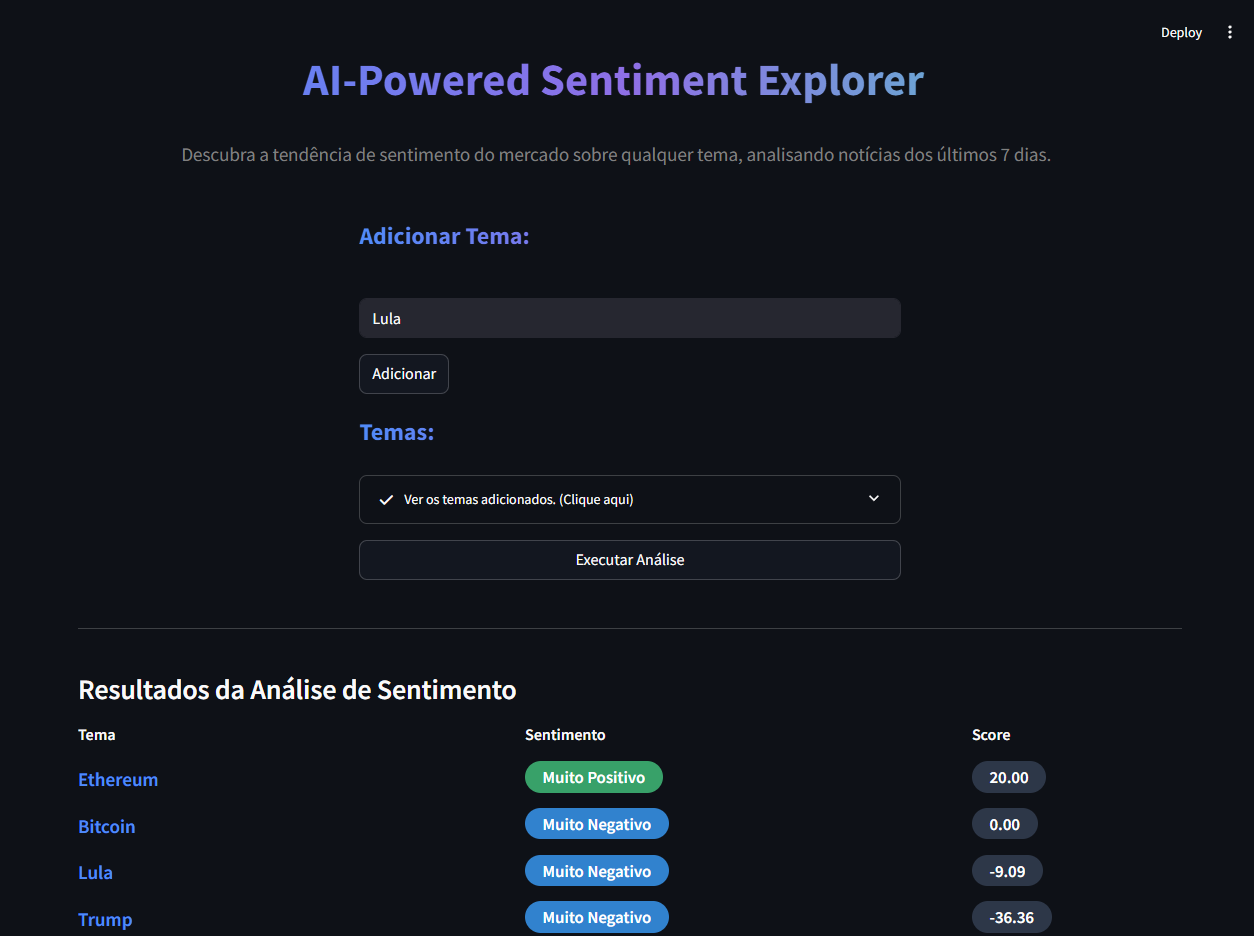 Deploy
AI-Powered Sentiment Explorer
Descubra a tendência de sentimento do mercado sobre qualquer tema, analisando notícias dos últimos 7 dias.
Adicionar Tema:
Lula
Adicionar
Temas:
Ver os temas adicionados. (Clique aqui)
Executar Análise
Resultados da Análise de Sentimento
Tema Sentimento Score
Ethereum Muito Positivo 20.00
Bitcoin Muito Negativo 0.00
Lula Muito Negativo -9.09
Trump Muito Negativo -36.36